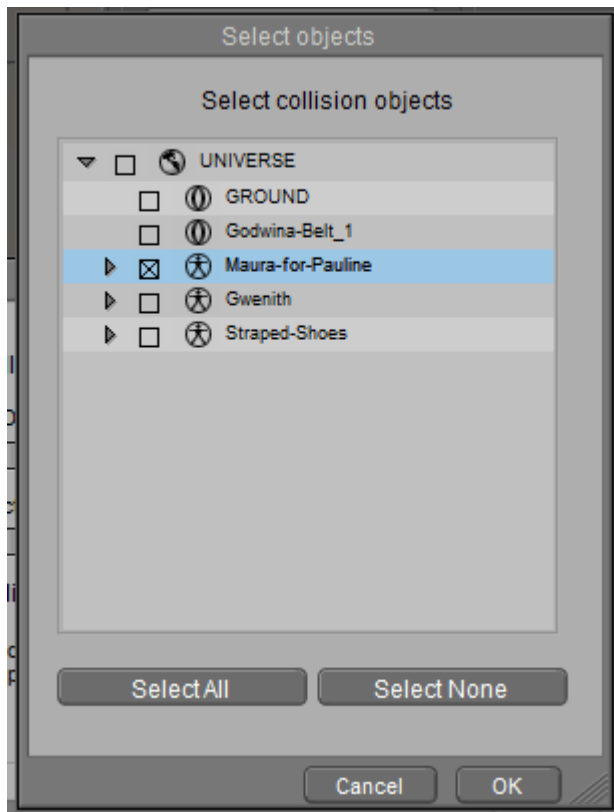 Select objects
Select collision objects
UNIVERSE
GROUND
Godwina-Belt_1
Maura-for-Pauline
Gwenith
Straped-Shoes
Select All
Select None
Cancel
OK